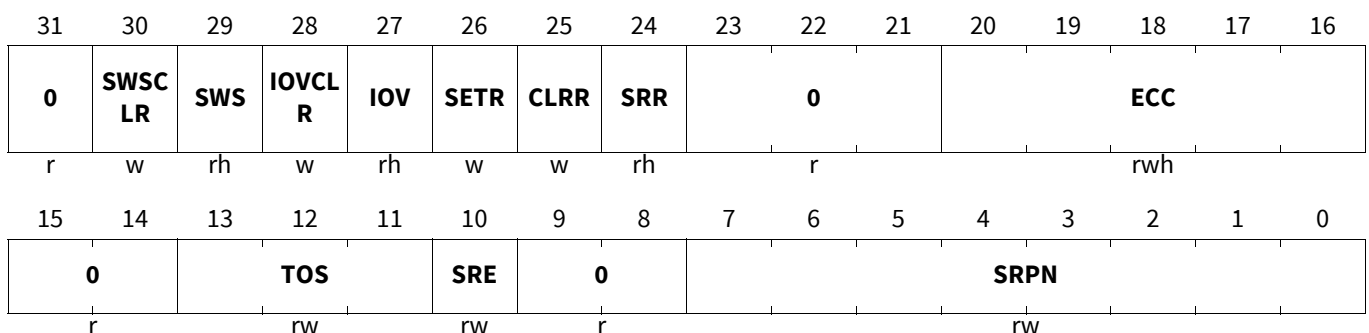 31 30 29 28 27 26 25 24 23 22 21 20 19 18 17 16
0 SWSC IOVCL
LR SWS R IOV SETR CLRR SRR 0 ECC
r w rh w rh w w rh r rwh
15 14 13 12 11 10 9 8 7 6 5 4 3 2 1 0
0 TOS SRE 0 SRPN
r rw rw r rw